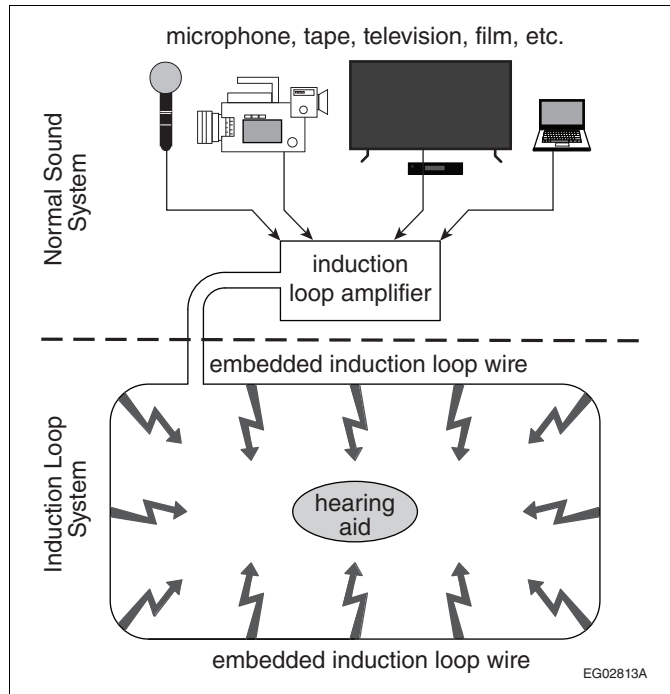 microphone, tape, television, film, etc.
Normal Sound
System
induction
loop amplifier
embedded induction loop wire
Induction Loop
System
hearing
aid
embedded induction loop wire
EG02813A